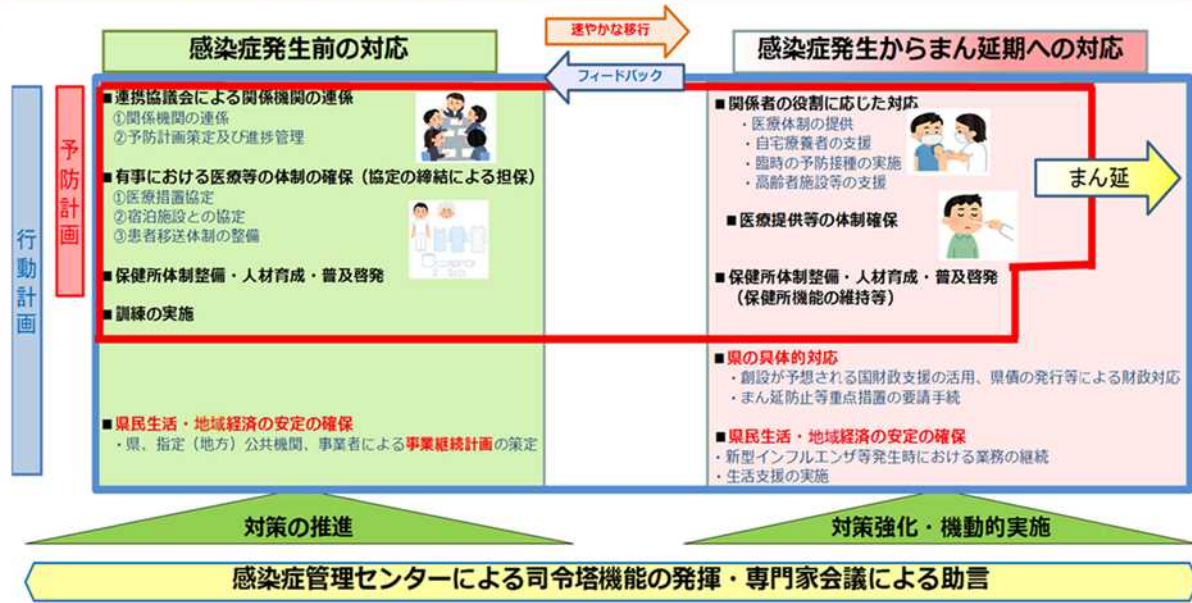 感染症発生前の対応
速やかな移行
フィードバック
感染症発生からまん延期への対応
行動計画
予防計画
■連携協議会による関係機関の連係
①関係機関の連係
②予防計画策定及び進捗管理
■有事における医療等の体制の確保（協定の締結による担保）
①医療措置協定
②宿泊施設との協定
③患者移送体制の整備
■保健所体制整備・人材育成・普及啓発
■訓練の実施
■県民生活・地域経済の安定の確保
・県、指定（地方）公共機関、事業者による事業継続計画の策定
■関係者の役割に応じた対応
・医療体制の提供
・自宅療養者の支援
・臨時の予防接種の実施
・高齢者施設等の支援
■医療提供等の体制確保
■保健所体制整備・人材育成・普及啓発
（保健所機能の維持等）
まん延
■県の具体的対応
・創設が予想される国財政支援の活用、県債の発行等による財政対応
・まん延防止等重点措置の要請手続
■県民生活・地域経済の安定の確保
・新型インフルエンザ等発生時における業務の継続
・生活支援の実施
対策の推進
対策強化・機動的実施
感染症管理センターによる司令塔機能の発揮・専門家会議による助言